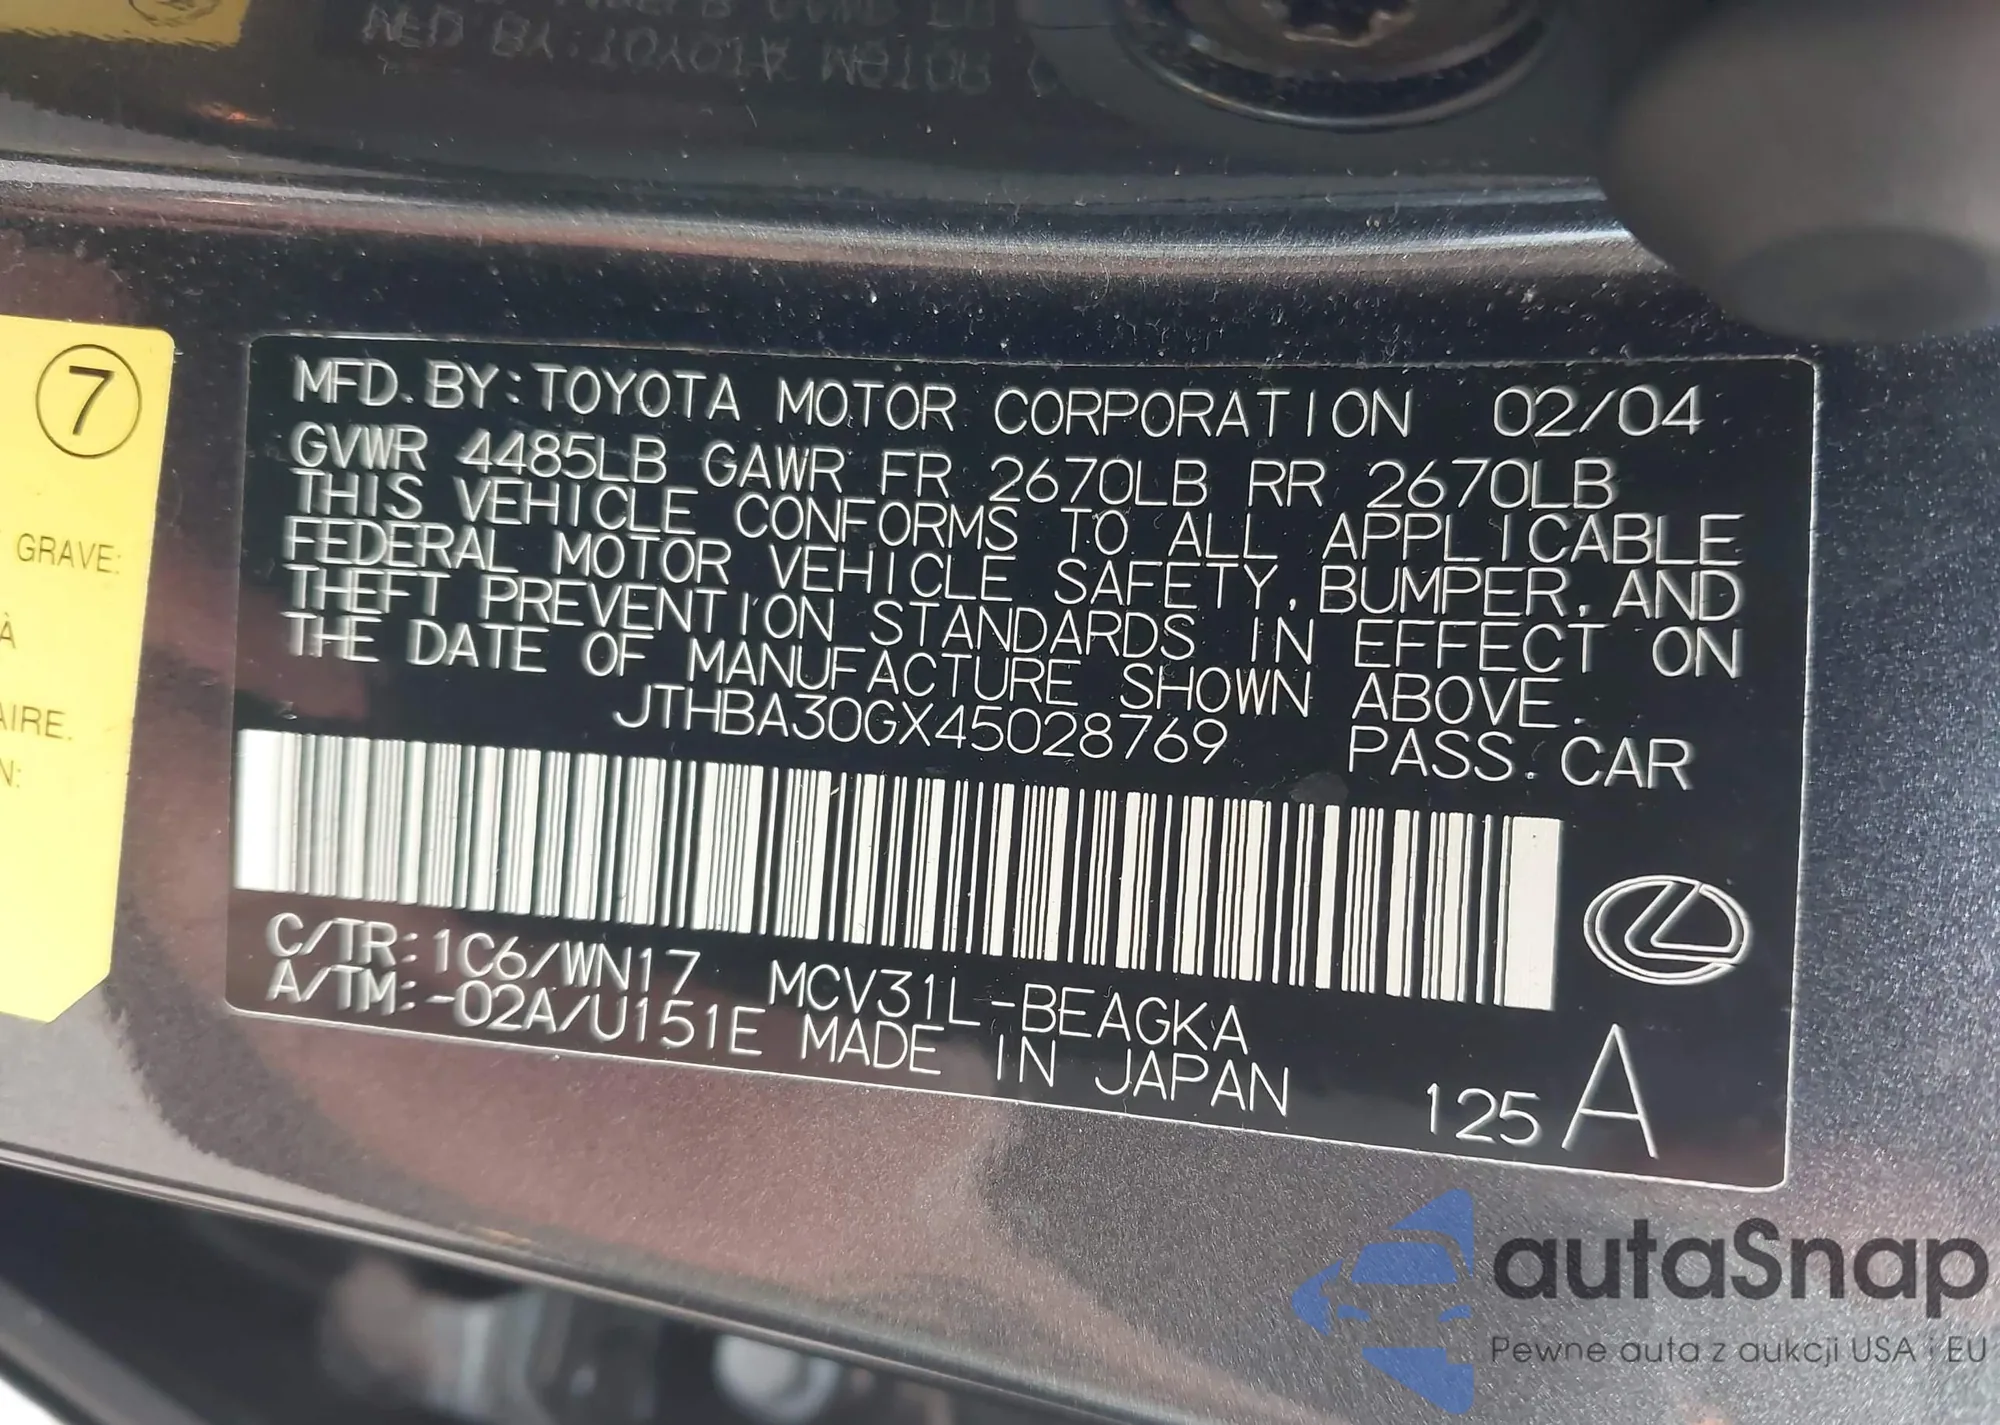 MFD. BY: TOYOTA MOTOR CORPORATION 02/04
GVWR 4485LB GAWR FR 2670LB RR 2670LB
THIS VEHICLE CONFORMS TO ALL APPLICABLE
FEDERAL MOTOR VEHICLE SAFETY, BUMPER, AND
THEFT PREVENTION STANDARDS IN EFFECT ON
THE DATE OF MANUFACTURE SHOWN ABOVE.
JTHBA30GX45028769 PASS. CAR
C/TR: 1C6/WN17 MCV31L-BEAGKA
A/TM: -02A/U151E MADE IN JAPAN 125 A
7
GRAVE:
À
AIRE.
N:
autaSnap
Pewne auta z aukcji USA i EU